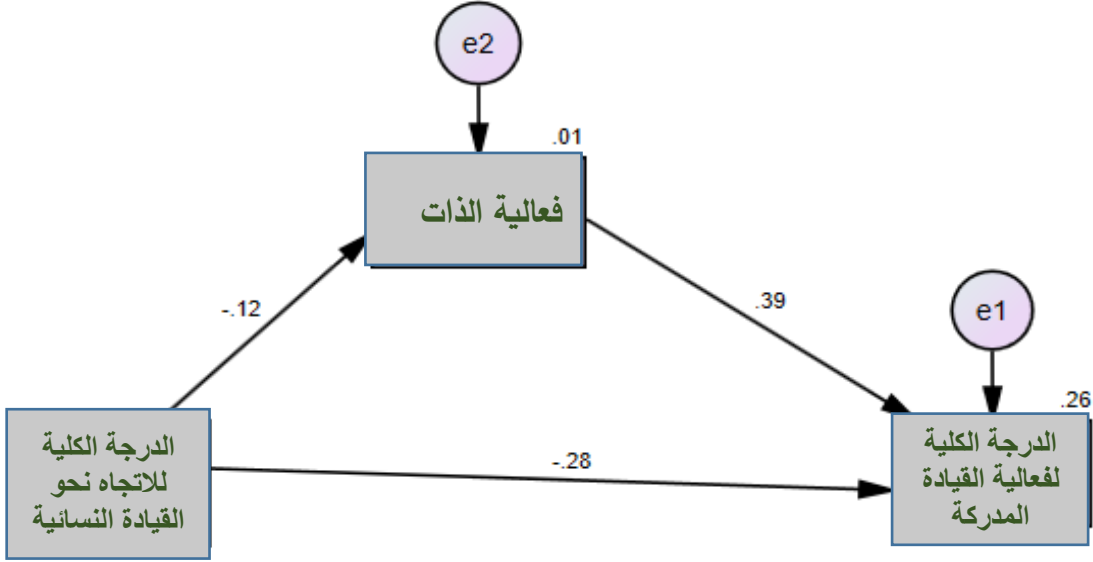 e2
.01
فعالية الذات
-.12
.39
e1
.26
الدرجة الكلية
للاتجاه نحو
القيادة النسائية
-.28
الدرجة الكلية
لفعالية القيادة
المدركة